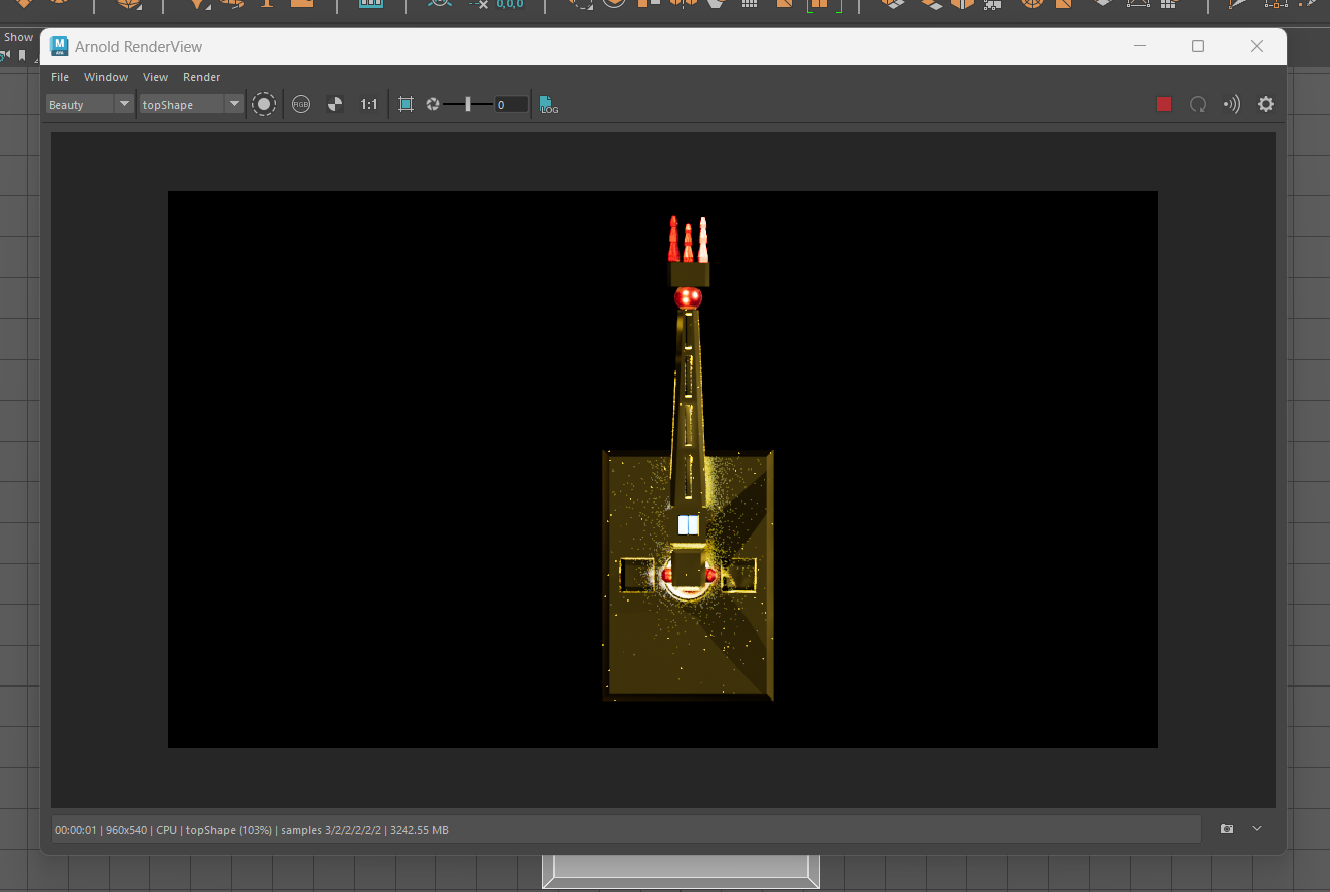 0,0,0
Show
M
Arnold RenderView
File Window View Render
Beauty topShape RGB 1:1 0 LOG
00:00:01 | 960x540 | CPU | topShape (103%) | samples 3/2/2/2/2/2 | 3242.55 MB